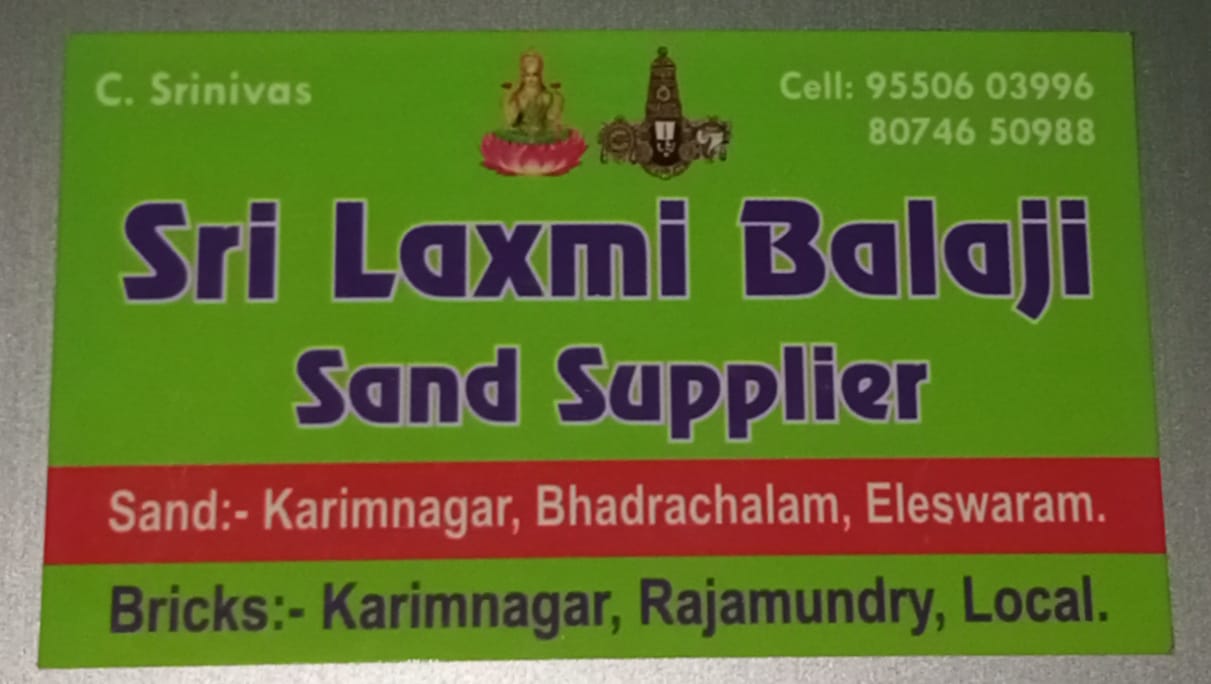 C. Srinivas
Cell: 95506 03996
80746 50988
Sri Laxmi Balaji
Sand Supplier
Sand:- Karimnagar, Bhadrachalam, Eleswaram.
Bricks:- Karimnagar, Rajamundry, Local.